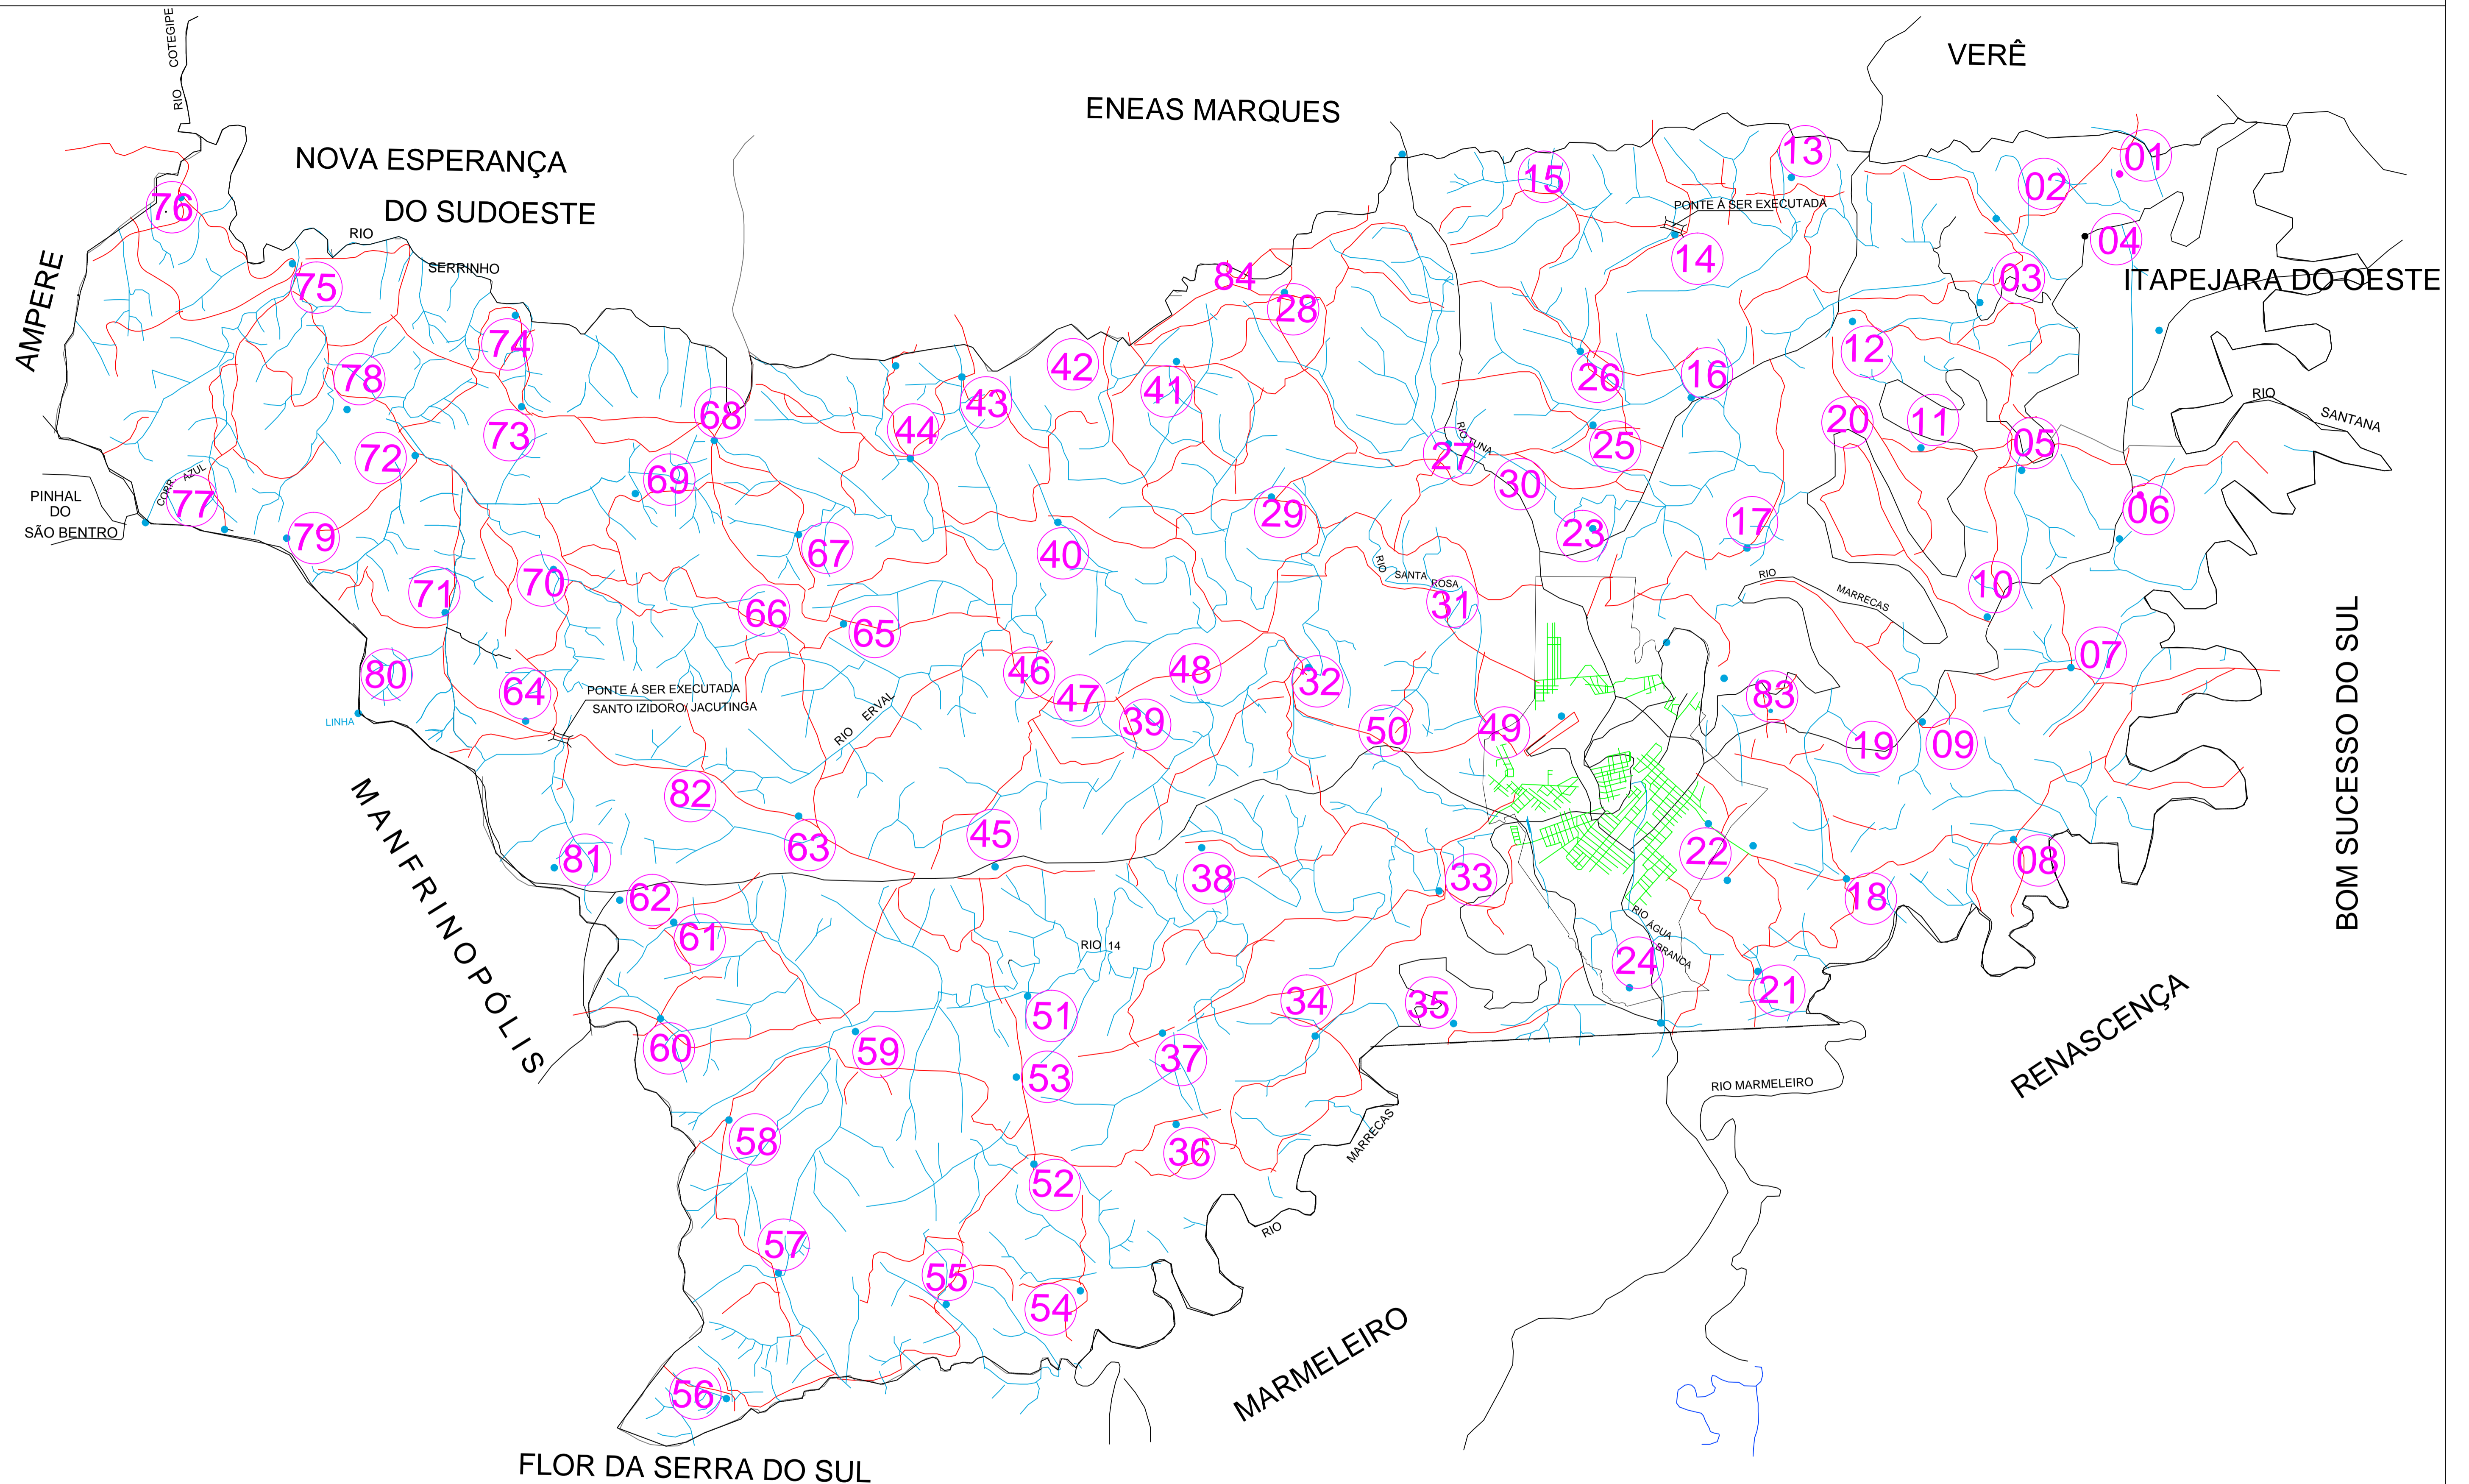 COTEGIPE
RIO
VERÊ
ENEAS MARQUES
NOVA ESPERANÇA
DO SUDOESTE
RIO
SERRINHO
AMPERE
PONTE Á SER EXECUTADA
ITAPEJARA DO OESTE
76
75
74
15
13
02
01
04
14
03
84
28
42
41
43
44
78
68
26
16
12
20
11
05
RIO
SANTANA
72
73
69
27
RIO TUNA
25
30
PINHAL
DO
SÃO BENTRO
CORR. AZUL
77
79
67
40
29
23
17
06
71
70
66
65
RIO
SANTA ROSA
31
RIO
MARRECAS
10
80
64
46
47
48
39
32
07
83
PONTE Á SER EXECUTADA
SANTO IZIDORO/ JACUTINGA
LINHA
RIO ERVAL
50
49
19
09
BOM SUCESSO DO SUL
MANFRINOPÓLIS
82
81
63
45
38
33
22
18
08
62
61
RIO 14
RIO ÁGUA
BRANCA
24
21
51
34
35
60
59
53
37
RENASCENÇA
RIO MARMELEIRO
58
52
36
MARRECAS
RIO
57
55
54
MARMELEIRO
56
FLOR DA SERRA DO SUL